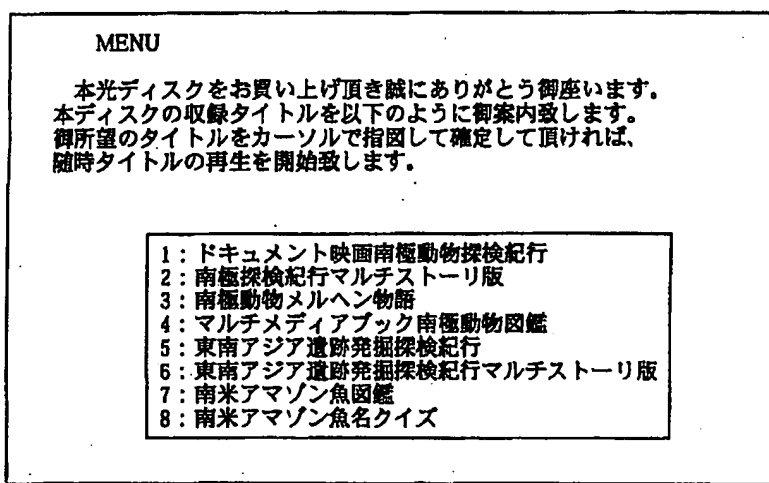 MENU
本光ディスクをお買い上げ頂き誠にありがとう御座います。
本ディスクの収録タイトルを以下のように御案内致します。
御所望のタイトルをカーソルで指図して確定して頂ければ、
随時タイトルの再生を開始致します。
1：ドキュメント映画南極動物探検紀行
2：南極探検紀行マルチストーリ版
3：南極動物メルヘン物語
4：マルチメディアブック南極動物図鑑
5：東南アジア遺跡発掘探検紀行
6：東南アジア遺跡発掘探検紀行マルチストーリ版
7：南米アマゾン魚図鑑
8：南米アマゾン魚名クイズ